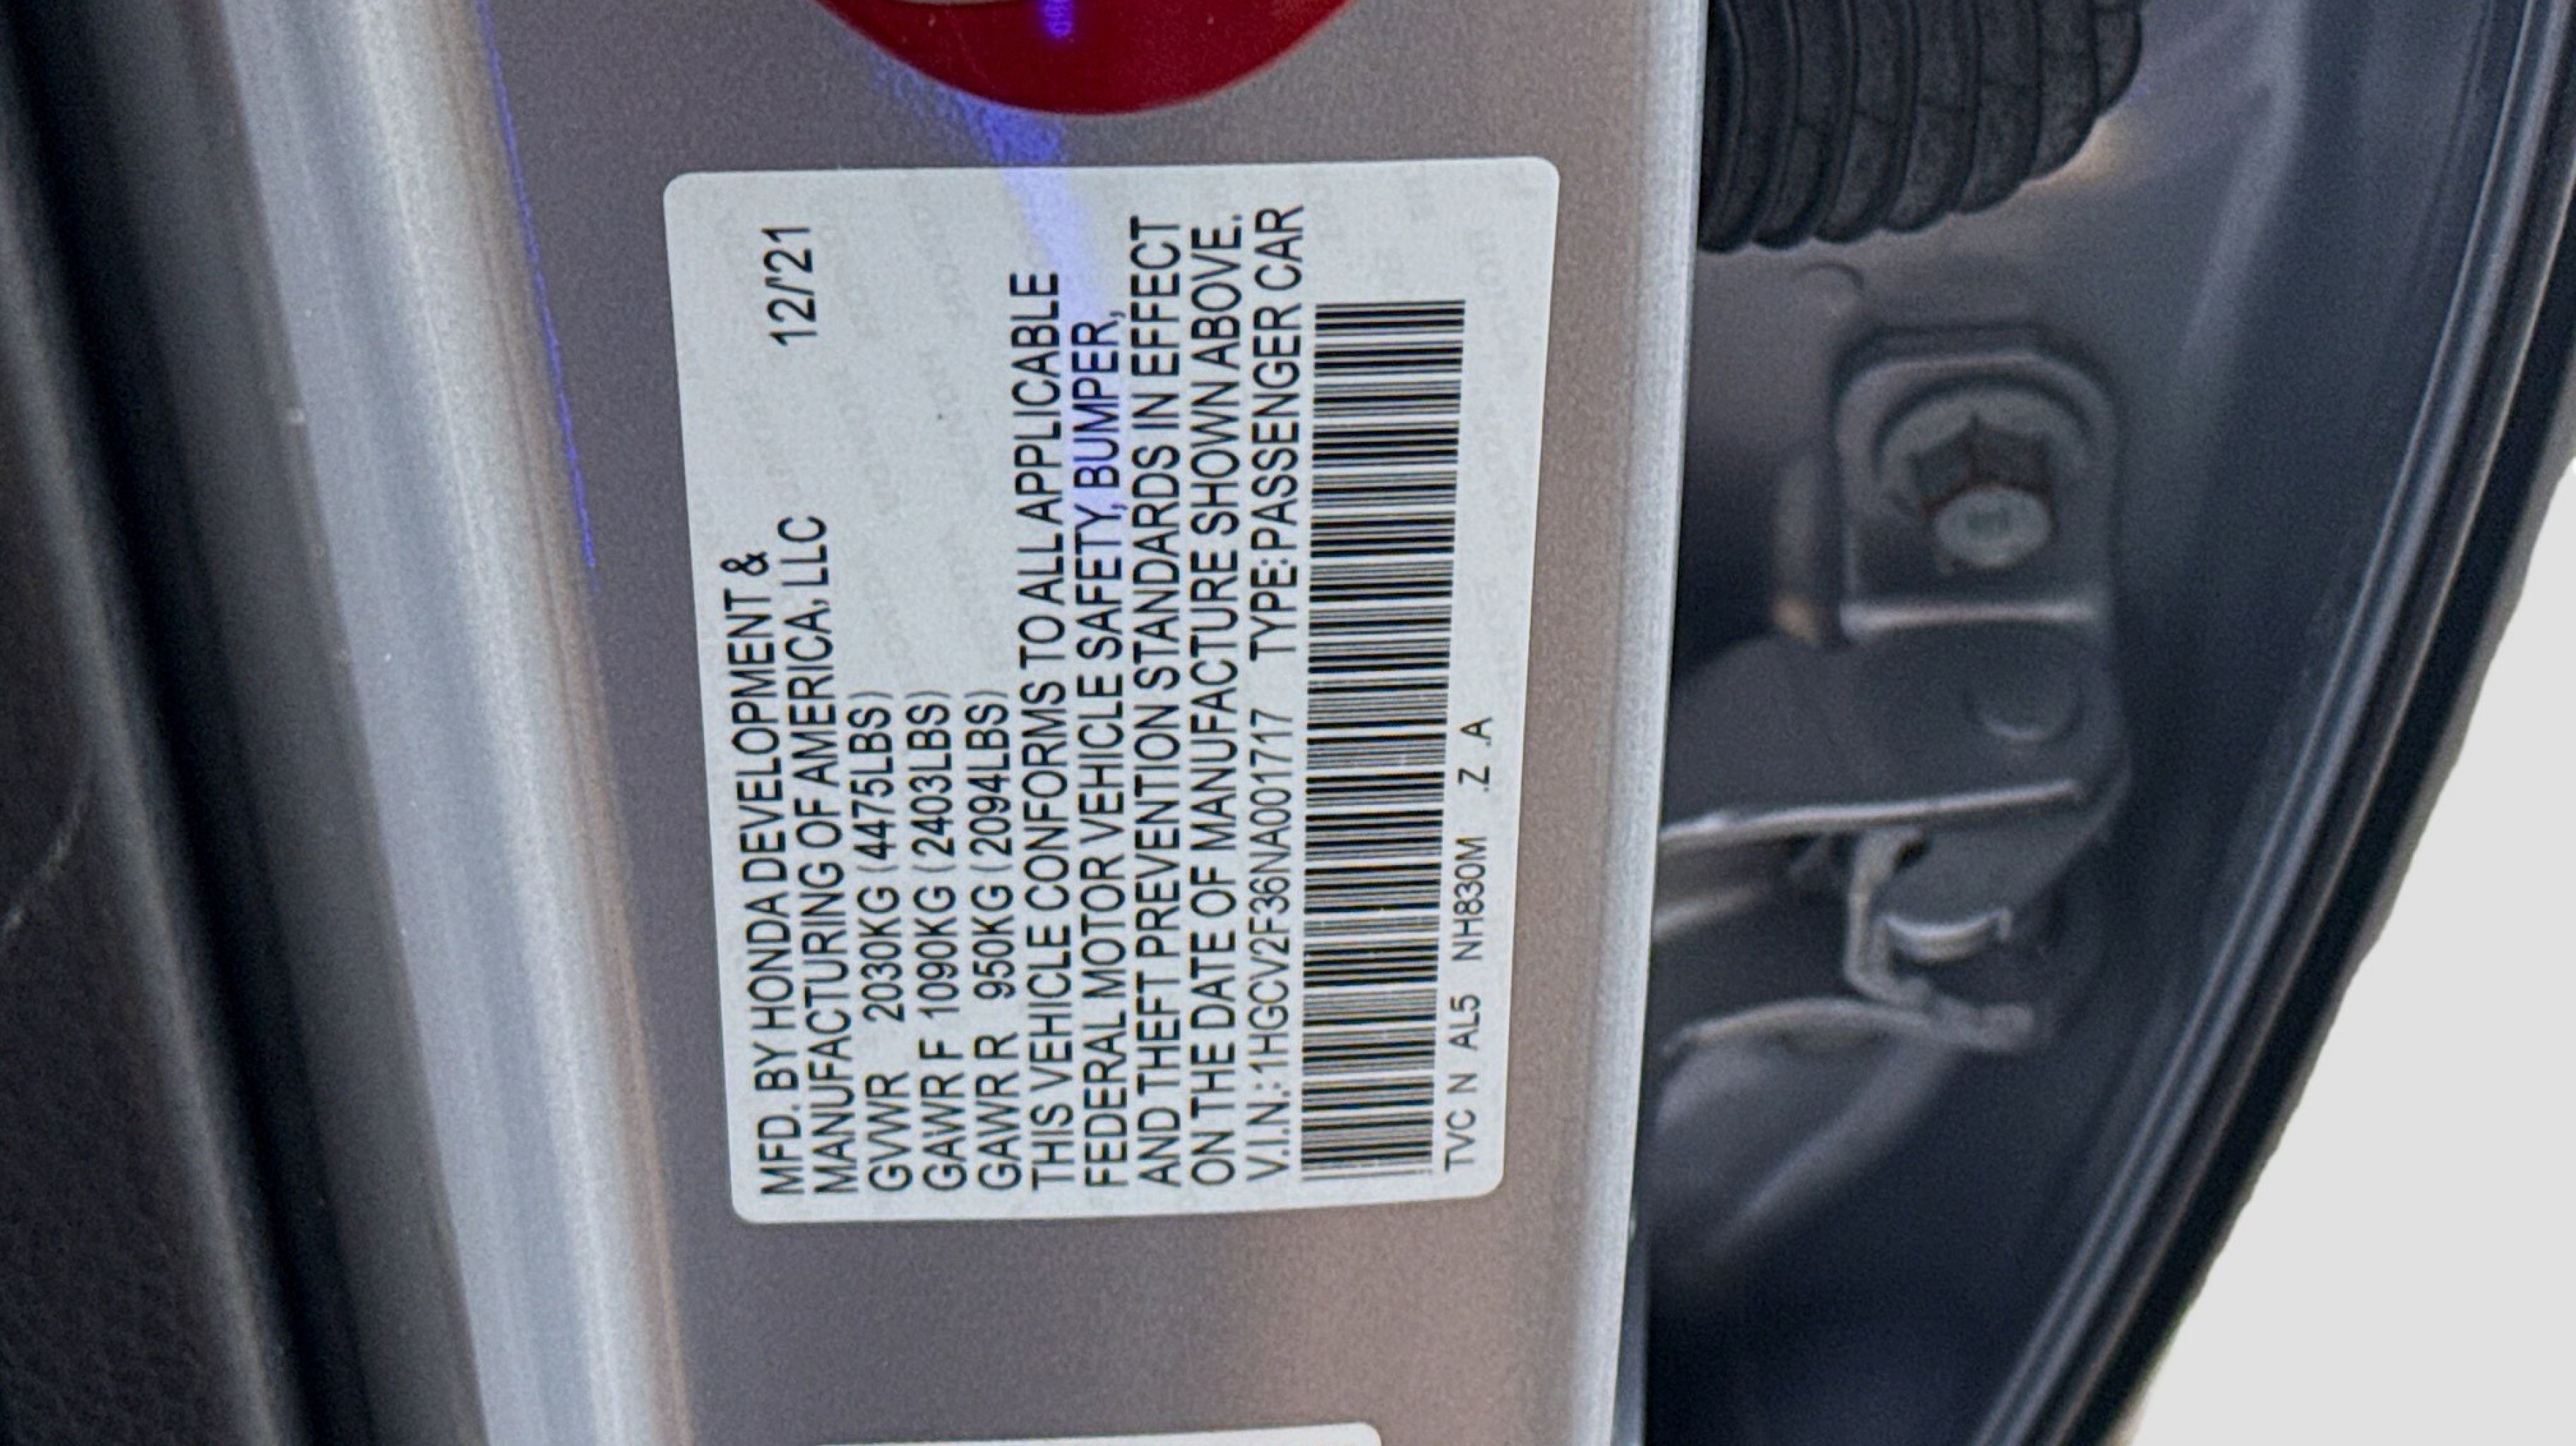 MFD. BY HONDA DEVELOPMENT &
MANUFACTURING OF AMERICA, LLC 12/'21
GVWR 2030KG (4475LBS)
GAWR F 1090KG (2403LBS)
GAWR R 950KG (2094LBS)
THIS VEHICLE CONFORMS TO ALL APPLICABLE
FEDERAL MOTOR VEHICLE SAFETY, BUMPER,
AND THEFT PREVENTION STANDARDS IN EFFECT
ON THE DATE OF MANUFACTURE SHOWN ABOVE.
V.I.N.: 1HGCV2F36NA001717 TYPE: PASSENGER CAR
TVC N AL5 NH830M .Z .A